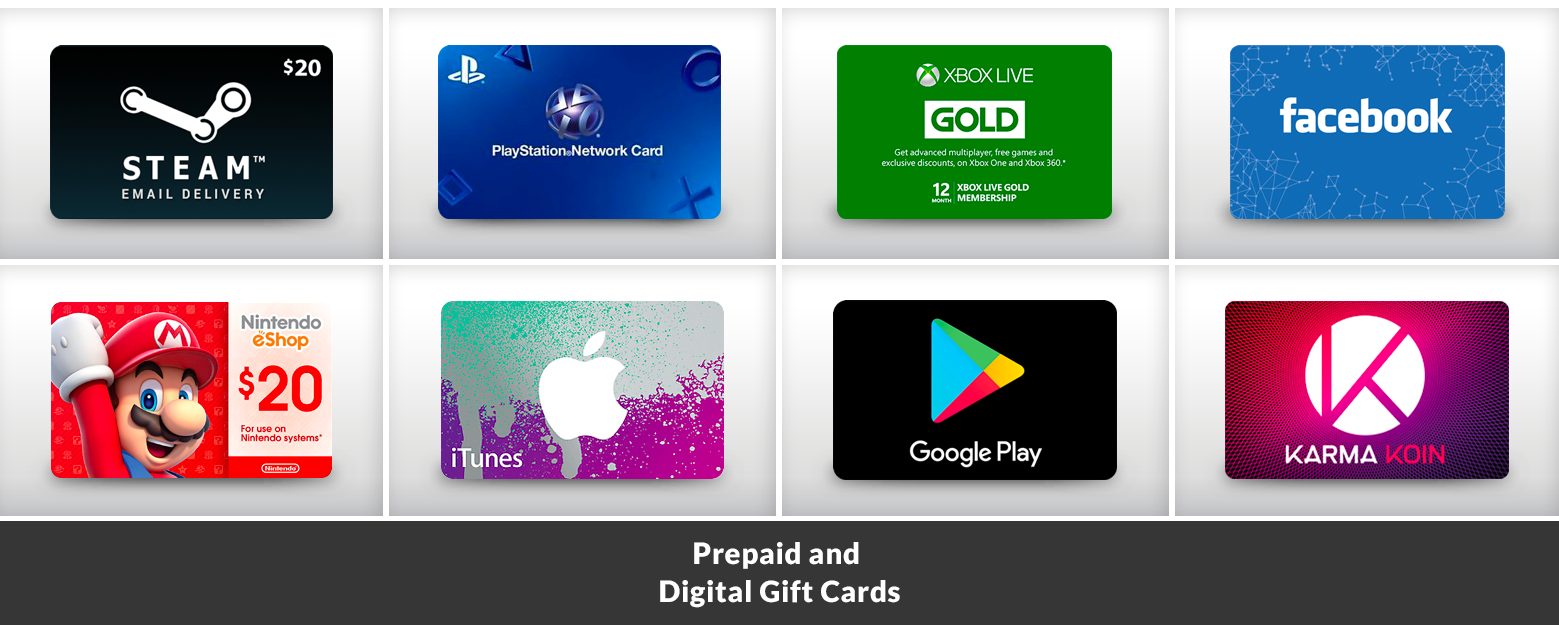 $20
STEAM™
EMAIL DELIVERY
PlayStation®Network Card
XBOX LIVE
GOLD
Get advanced multiplayer, free games and
exclusive discounts, on Xbox One and Xbox 360.*
12 MONTH
XBOX LIVE GOLD
MEMBERSHIP
facebook
Nintendo
eShop
$20
For use on
Nintendo systems*
Nintendo
iTunes
Google Play
KARMA KOIN
Prepaid and
Digital Gift Cards